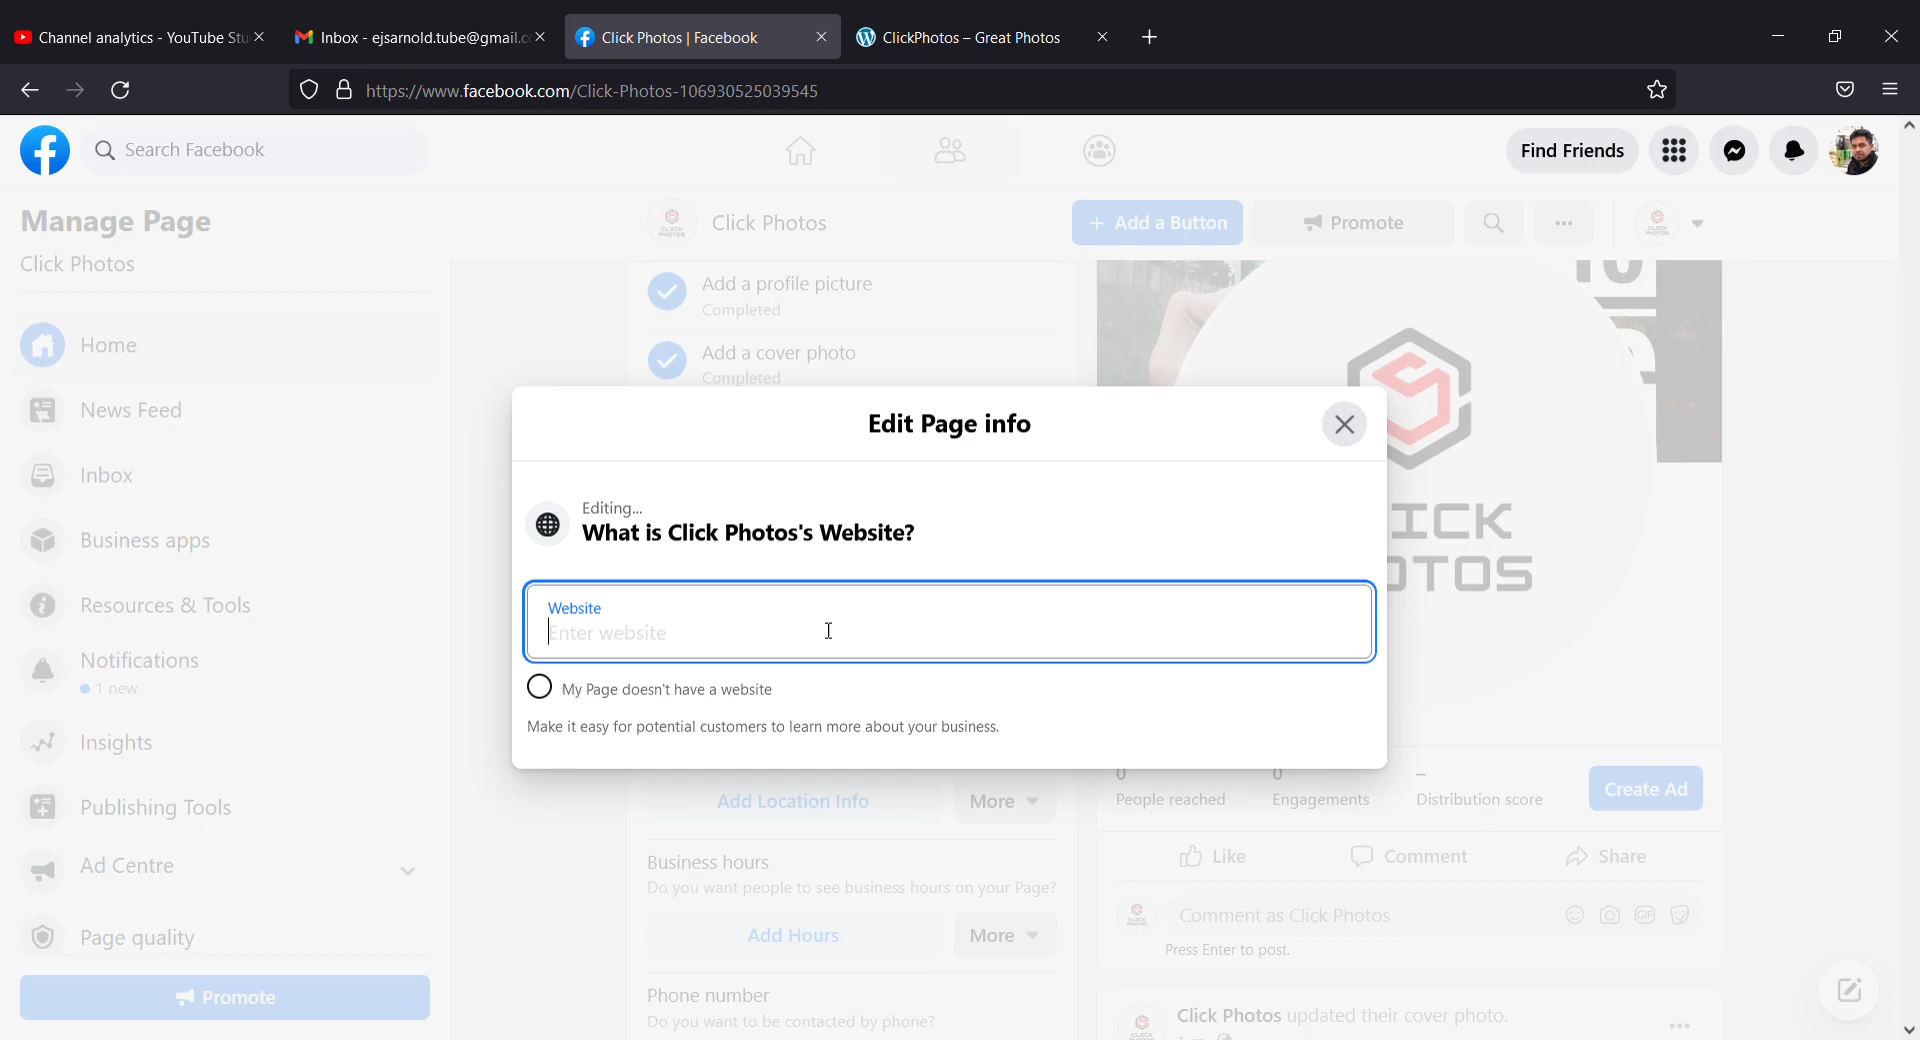 Channel analytics - YouTube Stu
Inbox - ejsarnold.tube@gmail.c
Click Photos | Facebook
ClickPhotos – Great Photos
https://www.facebook.com/Click-Photos-106930525039545
Search Facebook
Find Friends
Manage Page
Click Photos
Home
News Feed
Inbox
Business apps
Resources & Tools
Notifications
1 new
Insights
Publishing Tools
Ad Centre
Page quality
Promote
Click Photos
+ Add a Button
Promote
Add a profile picture
Completed
Add a cover photo
Completed
Edit Page info
Editing...
What is Click Photos's Website?
Website
Enter website
My Page doesn't have a website
Make it easy for potential customers to learn more about your business.
ICK
OTOS
Add Location Info
More
Business hours
Do you want people to see business hours on your Page?
Add Hours
More
Phone number
Do you want to be contacted by phone?
0
People reached
0
Engagements
–
Distribution score
Create Ad
Like
Comment
Share
Comment as Click Photos
GIF
Press Enter to post.
Click Photos updated their cover photo.